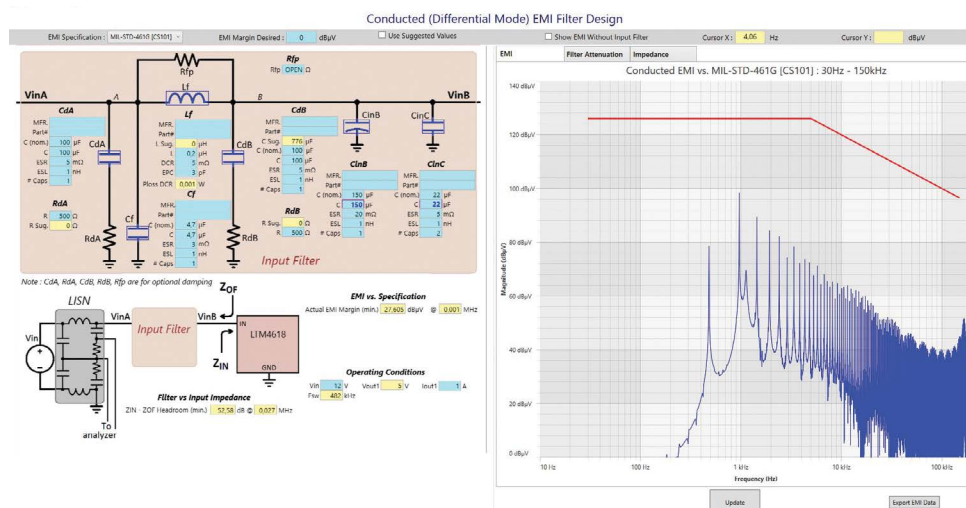 Conducted (Differential Mode) EMI Filter Design
EMI Specification : MIL-STD-461G [CS101]
EMI Margin Desired : 0 dBµV
Use Suggested Values
Show EMI Without Input Filter
Cursor X : 4.06 Hz
Cursor Y : dBµV
Rfp
Rfp OPEN Ω
Rfp
Lf
VinA
A
B
VinB
CdA
MFR.
Part#
C (nom.) 100 µF
C 100 µF
ESR 5 mΩ
ESL 1 nH
# Caps 1
CdA
Lf
MFR.
Part#
L Sug. 0 µH
L 0,2 µH
DCR 5 mΩ
EPC 3 pF
Ploss DCR 0,001 W
CdB
CdB
MFR.
Part#
C Sug. 776 µF
C (nom.) 100 µF
C 100 µF
ESR 5 mΩ
ESL 1 nH
# Caps 1
CinB
CinC
CinB
MFR.
Part#
C (nom.) 150 µF
C 150 µF
ESR 20 mΩ
ESL 1 nH
# Caps 1
CinC
MFR.
Part#
C (nom.) 22 µF
C 22 µF
ESR 5 mΩ
ESL 1 nH
# Caps 2
RdA
R 500 Ω
R Sug. 0 Ω
RdA
Cf
Cf
MFR.
Part#
C (nom.) 4,7 µF
C 4,7 µF
ESR 3 mΩ
ESL 1 nH
# Caps 1
RdB
RdB
R Sug. 0 Ω
R 500 Ω
Input Filter
Note : CdA, RdA, CdB, RdB, Rfp are for optional damping
LISN
Vin
VinA
Input Filter
VinB
ZOF
ZIN
IN
LTM4618
GND
To
analyzer
EMI vs. Specification
Actual EMI Margin (min.) 27,605 dBµV @ 0,001 MHz
Operating Conditions
Vin 12 V Vout1 5 V Iout1 1 A
Fsw 482 kHz
Filter vs Input Impedance
ZIN - ZOF Headroom (min.) 52,58 dB @ 0,027 MHz
EMI
Filter Attenuation
Impedance
Conducted EMI vs. MIL-STD-461G [CS101] : 30Hz - 150kHz
Magnitude (dBµV)
140 dBµV
120 dBµV
100 dBµV
80 dBµV
60 dBµV
40 dBµV
20 dBµV
0 dBµV
10 Hz
100 Hz
1 kHz
10 kHz
100 kHz
Frequency (Hz)
Update
Export EMI Data